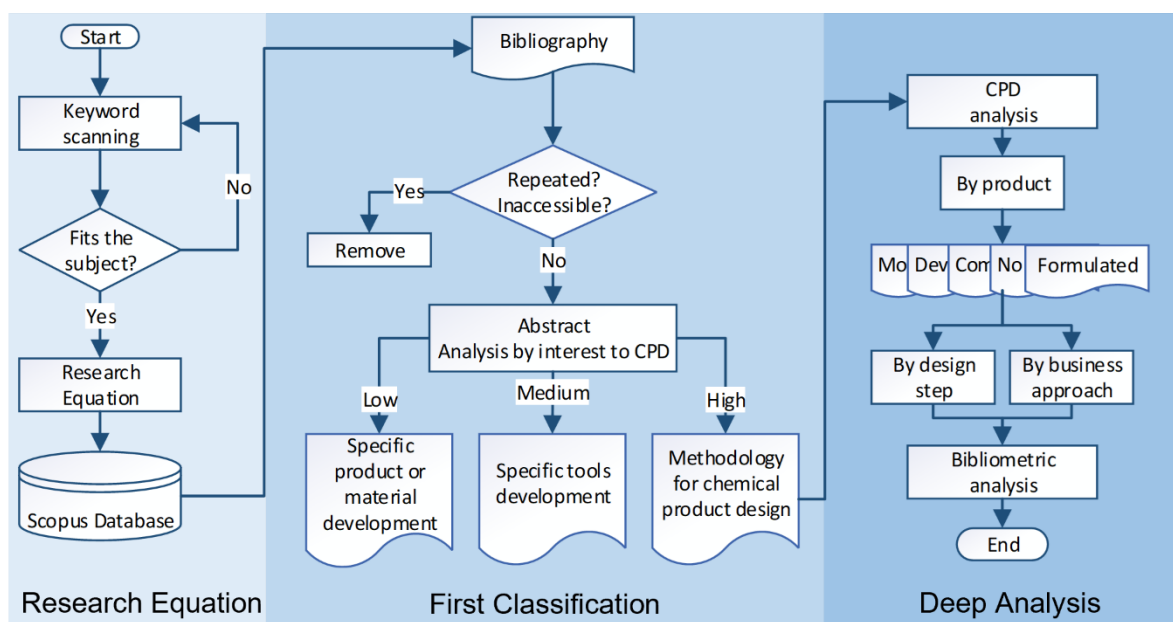 Start
Keyword
scanning
No
Fits the
subject?
Yes
Research
Equation
Scopus Database
Research Equation
Bibliography
Repeated?
Inaccessible?
Yes
Remove
No
Abstract
Analysis by interest to CPD
Low
Medium
High
Specific
product or
material
development
Specific tools
development
Methodology
for chemical
product design
First Classification
CPD
analysis
By product
Mo
Dev
Com
No
Formulated
By design
step
By business
approach
Bibliometric
analysis
End
Deep Analysis